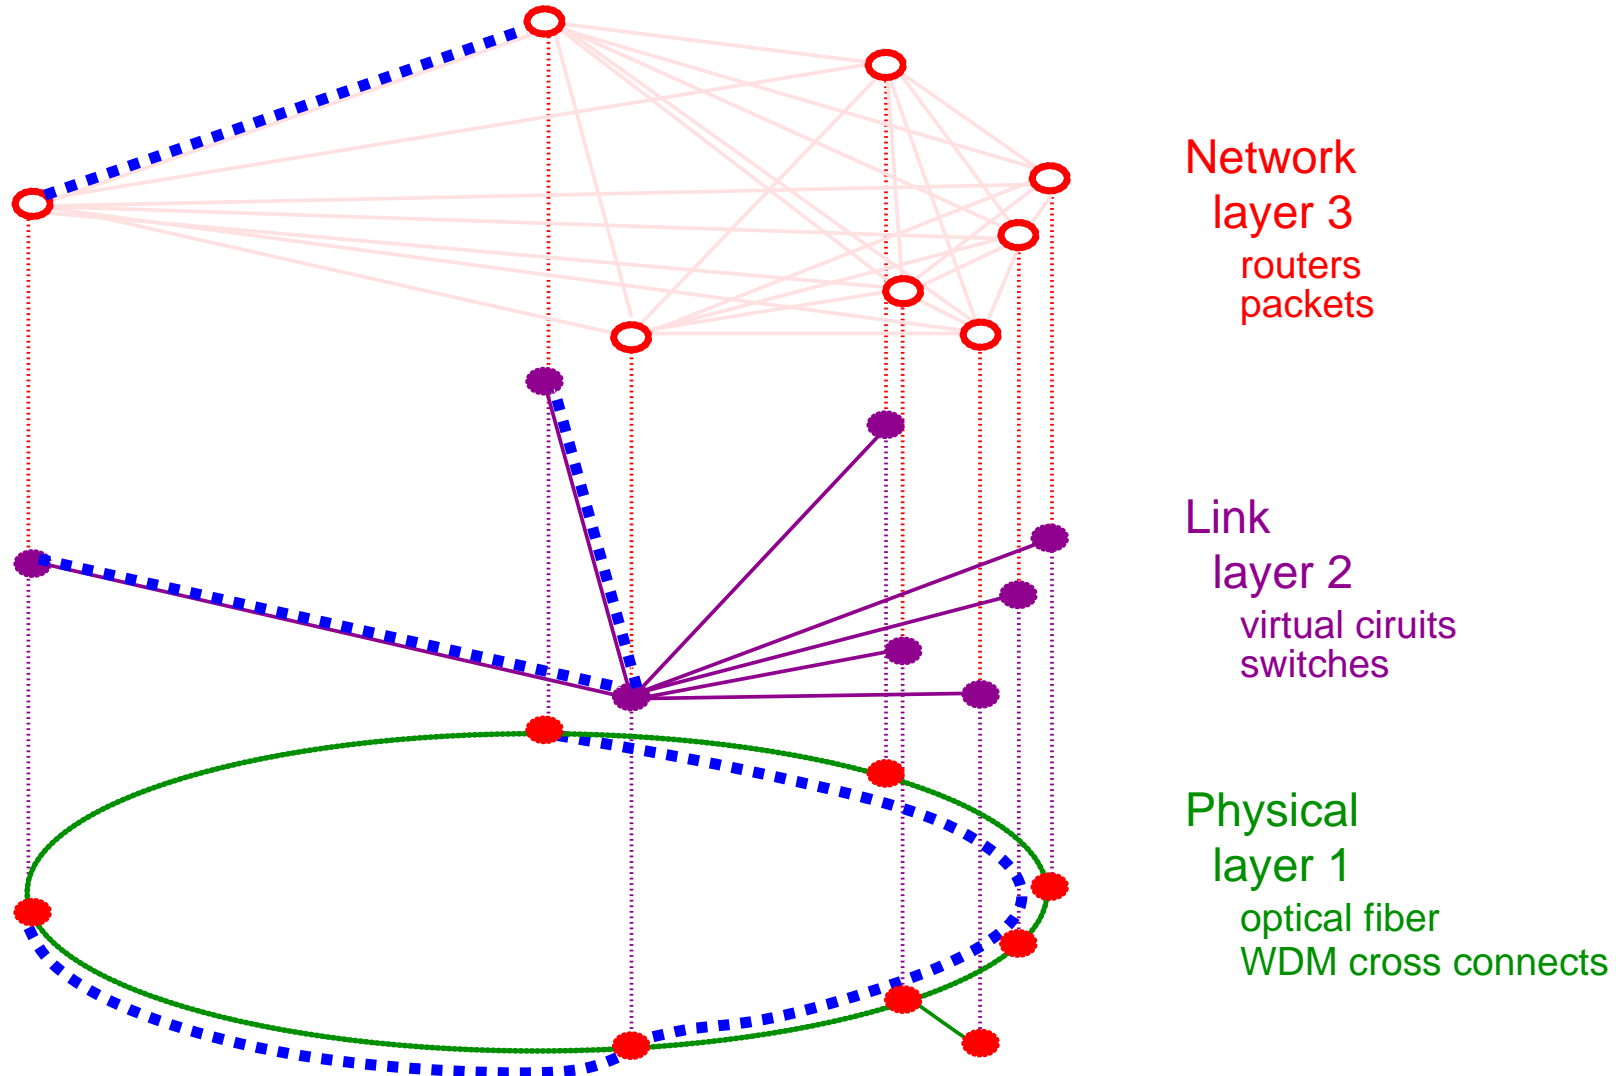 Network
layer 3
routers
packets
Link
layer 2
virtual ciruits
switches
Physical
layer 1
optical fiber
WDM cross connects